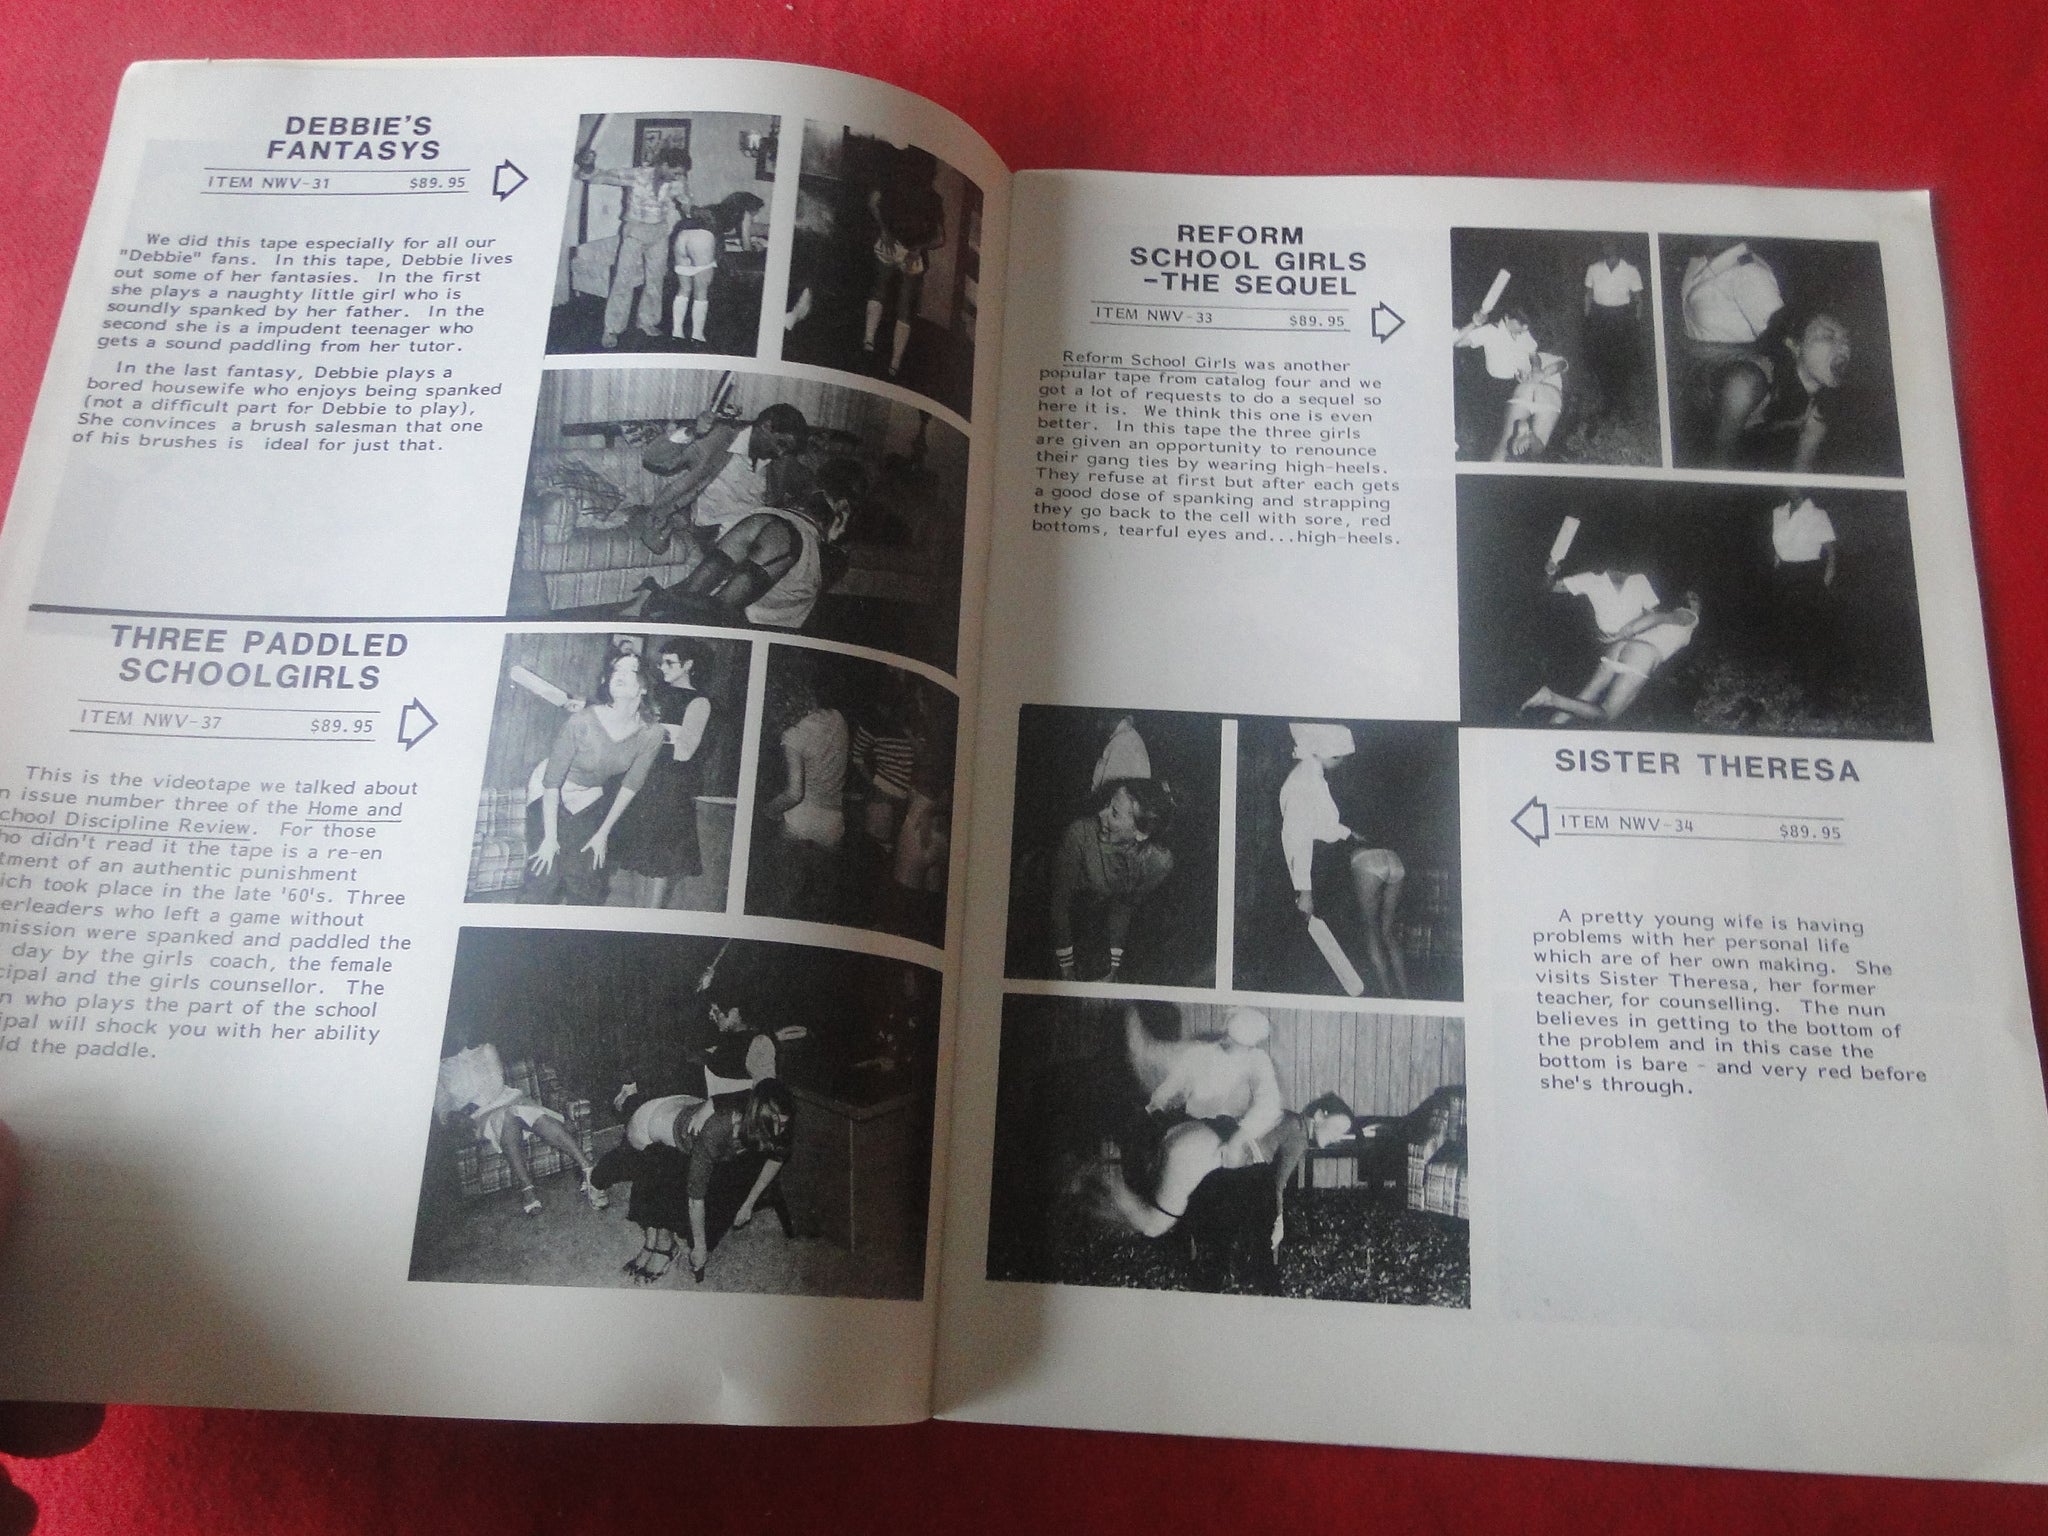 DEBBIE'S
FANTASYS
ITEM NWV-31 $89.95
We did this tape especially for all our
"Debbie" fans. In this tape, Debbie lives
out some of her fantasies. In the first
she plays a naughty little girl who is
soundly spanked by her father. In the
second she is a impudent teenager who
gets a sound paddling from her tutor.
In the last fantasy, Debbie plays a
bored housewife who enjoys being spanked
(not a difficult part for Debbie to play),
She convinces a brush salesman that one
of his brushes is ideal for just that.
THREE PADDLED
SCHOOLGIRLS
ITEM NWV-37 $89.95
This is the videotape we talked about
n issue number three of the Home and
chool Discipline Review. For those
ho didn't read it the tape is a re-en
tment of an authentic punishment
ich took place in the late '60's. Three
erleaders who left a game without
mission were spanked and paddled the
day by the girls coach, the female
cipal and the girls counsellor. The
n who plays the part of the school
ipal will shock you with her ability
ld the paddle.
REFORM
SCHOOL GIRLS
-THE SEQUEL
ITEM NWV-33 $89.95
Reform School Girls was another
popular tape from catalog four and we
got a lot of requests to do a sequel so
here it is. We think this one is even
better. In this tape the three girls
are given an opportunity to renounce
their gang ties by wearing high-heels.
They refuse at first but after each gets
a good dose of spanking and strapping
they go back to the cell with sore, red
bottoms, tearful eyes and...high-heels.
SISTER THERESA
ITEM NWV-34 $89.95
A pretty young wife is having
problems with her personal life
which are of her own making. She
visits Sister Theresa, her former
teacher, for counselling. The nun
believes in getting to the bottom of
the problem and in this case the
bottom is bare - and very red before
she's through.